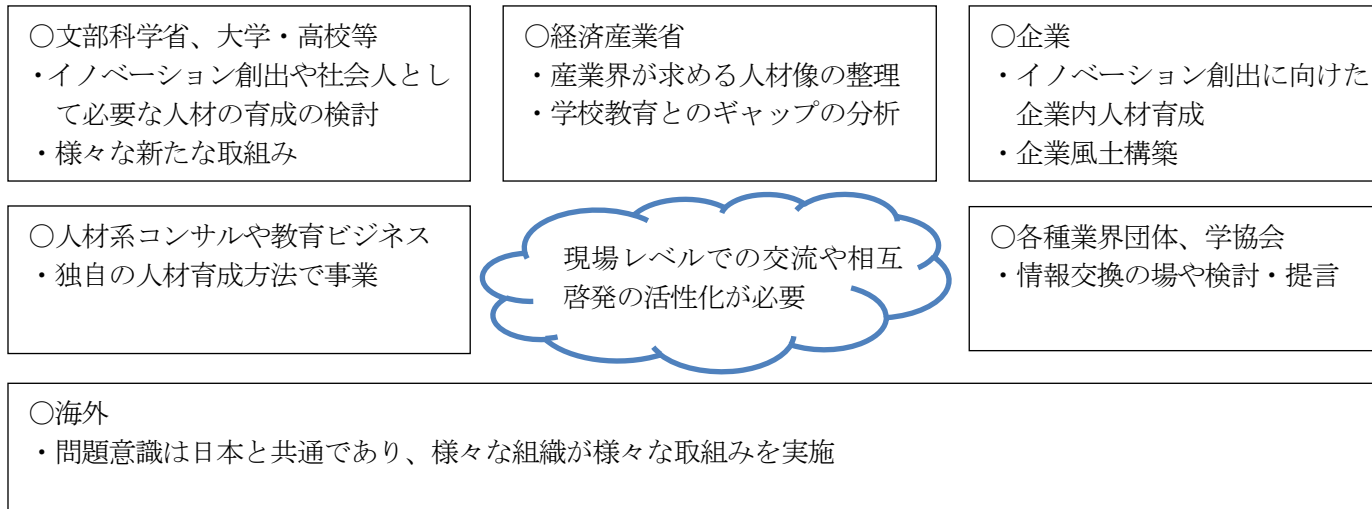 ○文部科学省、大学・高校等
・イノベーション創出や社会人とし
て必要な人材の育成の検討
・様々な新たな取組み
○経済産業省
・産業界が求める人材像の整理
・学校教育とのギャップの分析
○企業
・イノベーション創出に向けた
企業内人材育成
・企業風土構築
○人材系コンサルや教育ビジネス
・独自の人材育成方法で事業
現場レベルでの交流や相互
啓発の活性化が必要
○各種業界団体、学協会
・情報交換の場や検討・提言
○海外
・問題意識は日本と共通であり、様々な組織が様々な取組みを実施